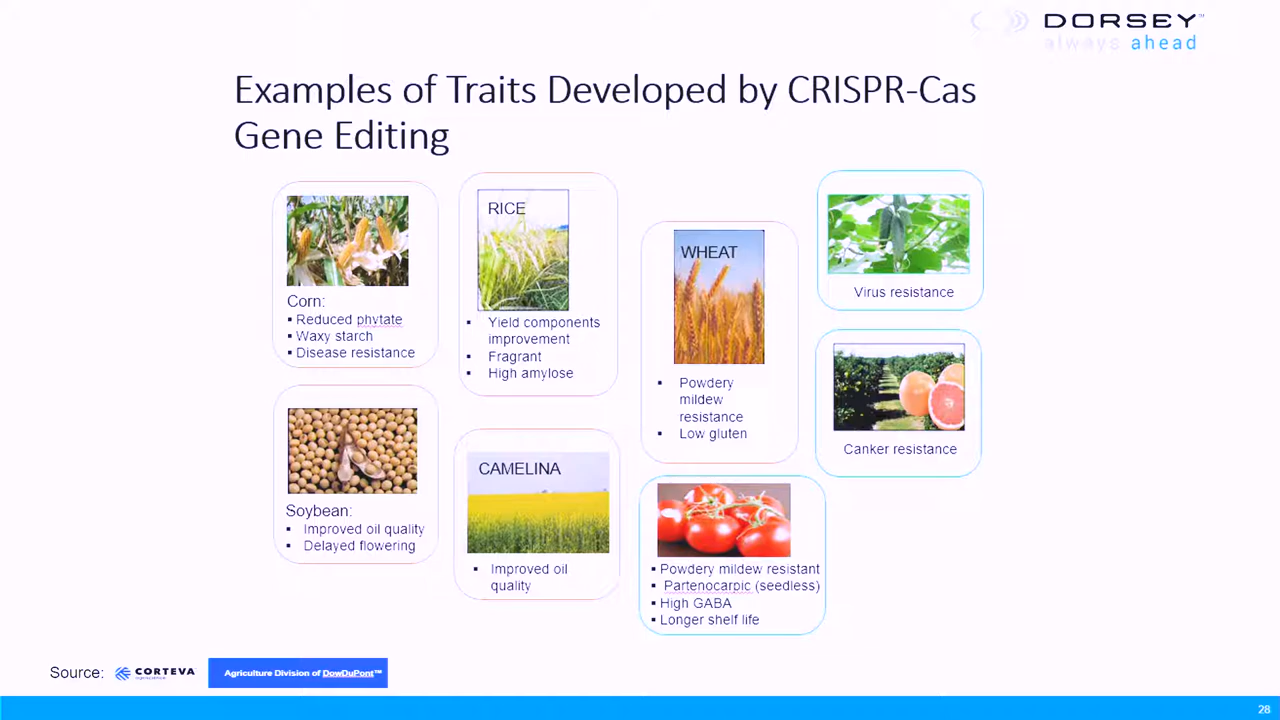 DORSEY™
always ahead
Examples of Traits Developed by CRISPR-Cas
Gene Editing
Corn:
▪ Reduced phytate
▪ Waxy starch
▪ Disease resistance
RICE
▪ Yield components
improvement
▪ Fragrant
▪ High amylose
WHEAT
▪ Powdery
mildew
resistance
▪ Low gluten
Virus resistance
Canker resistance
Soybean:
▪ Improved oil quality
▪ Delayed flowering
CAMELINA
▪ Improved oil
quality
▪ Powdery mildew resistant
▪ Partenocarpic (seedless)
▪ High GABA
▪ Longer shelf life
Source:
CORTEVA
Agriculture Division of DowDuPont™
28